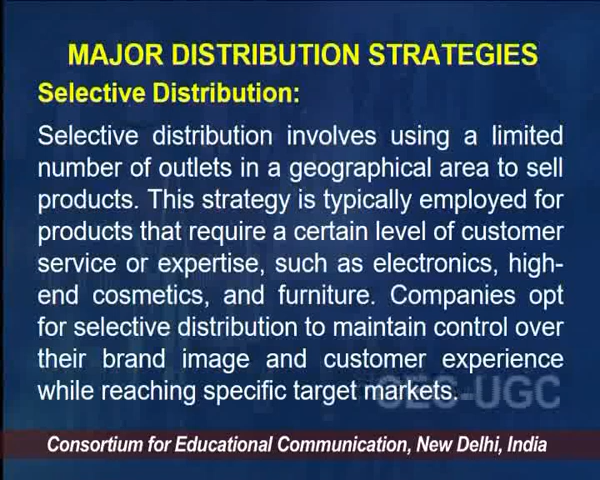 MAJOR DISTRIBUTION STRATEGIES
Selective Distribution:
Selective distribution involves using a limited
number of outlets in a geographical area to sell
products. This strategy is typically employed for
products that require a certain level of customer
service or expertise, such as electronics, high-
end cosmetics, and furniture. Companies opt
for selective distribution to maintain control over
their brand image and customer experience
while reaching specific target markets.
CEC-UGC
Consortium for Educational Communication, New Delhi, India